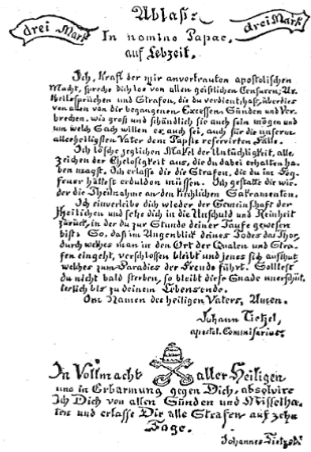 drei Mark
Ablaß:
drei Mark
In nomino Papae,
auf Lebzeit.
Ich, kraft der mir anvertrauten apostolischen
Macht, spreche dich los von allen geistlichen Censuren, Ur-
theilssprüchen und Strafen, die du verdient hast, überdies
von allen von dir begangenen Excessen, Sünden und Ver-
brechen, wie groß und schändlich sie auch sein mögen und
um welch Sach willen es auch sei, auch für die unserm
allerheiligsten Vater dem Papste reservirten Fälle.
Ich lösche jegliches Makel der Untüchtigkeit, alle
Zeichen der Ehrlosigkeit aus, die du dabei erhalten ha-
ben magst. Ich erlasse dir die Strafen, die du im Feg-
feuer hättest erdulden müssen. Ich gestatte dir wie-
der die Theilnahme an den kirchlichen Sakramenten.
Ich einverleibe dich wieder der Gemeinschaft der
Heiligen und setze dich in die Unschuld und Reinheit
zurück, in der du zur Stunde deiner Taufe gewesen
bist. So, daß im Augenblick deines Todes das Thor,
durch welches man in den Ort der Qualen und Stra-
fen eingeht, verschlossen bleibt und jenes sich aufthut
welches zum Paradies der Freude führt. Solltest
du nicht bald sterben, so bleibt diese Gnade unerschüt-
terlich bis zu deinem Lebensende.
Im Namen des heiligen Vaters, Amen.
Johann Tietzel,
apostol. Commisarius.
In Vollmacht aller Heiligen
und in Erbarmung gegen Dich, absolvire
Ich Dich von allen Sünden und Missetha-
ten und erlasse Dir alle Strafen auf zehn
Tage.
Johannes Tietzel